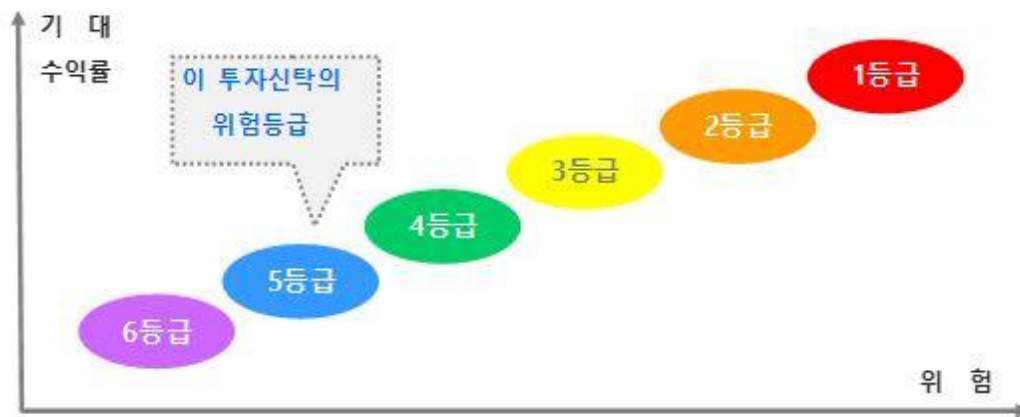 기 대
수익률
이 투자신탁의
위험등급
1등급
2등급
3등급
4등급
5등급
6등급
위 험